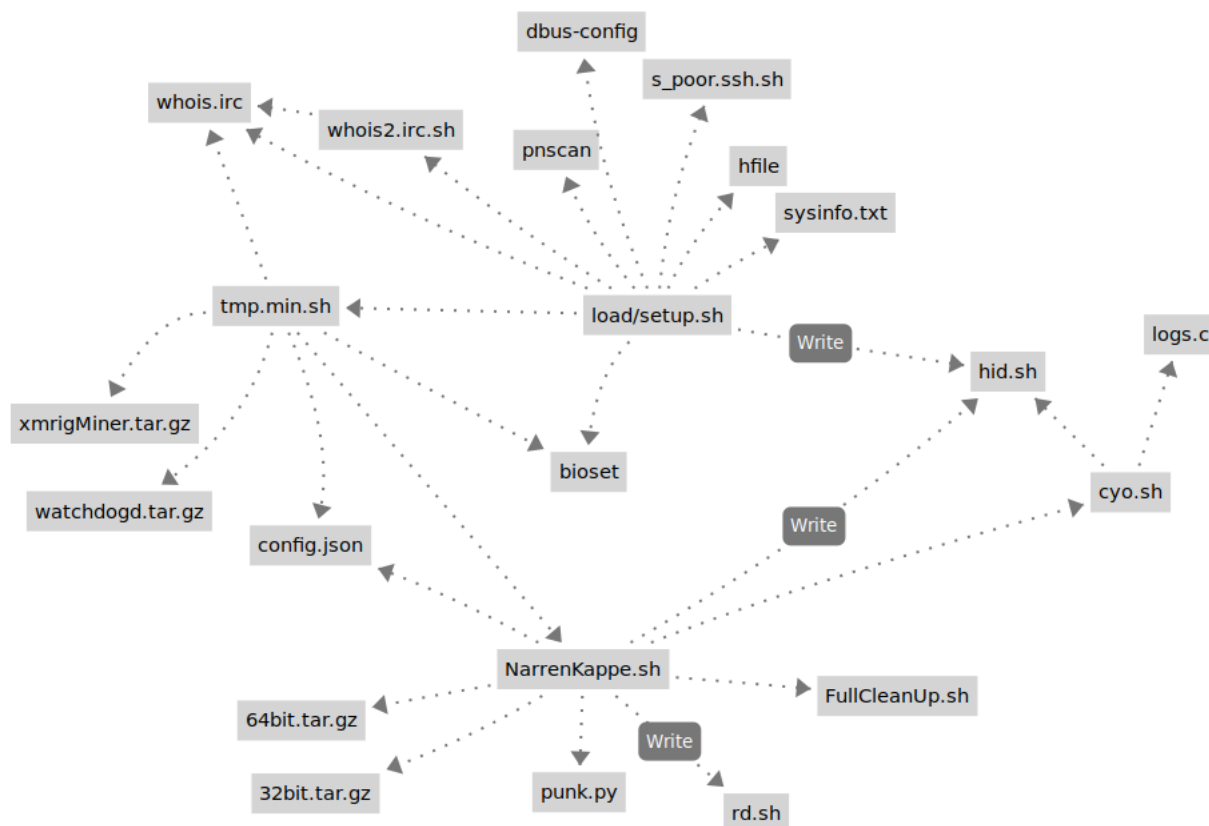 dbus-config
s_poor.ssh.sh
whois.irc
whois2.irc.sh
pnscan
hfile
sysinfo.txt
tmp.min.sh
load/setup.sh
Write
logs.c
hid.sh
xmrigMiner.tar.gz
bioset
cyo.sh
watchdogd.tar.gz
Write
config.json
NarrenKappe.sh
FullCleanUp.sh
64bit.tar.gz
Write
32bit.tar.gz
punk.py
rd.sh